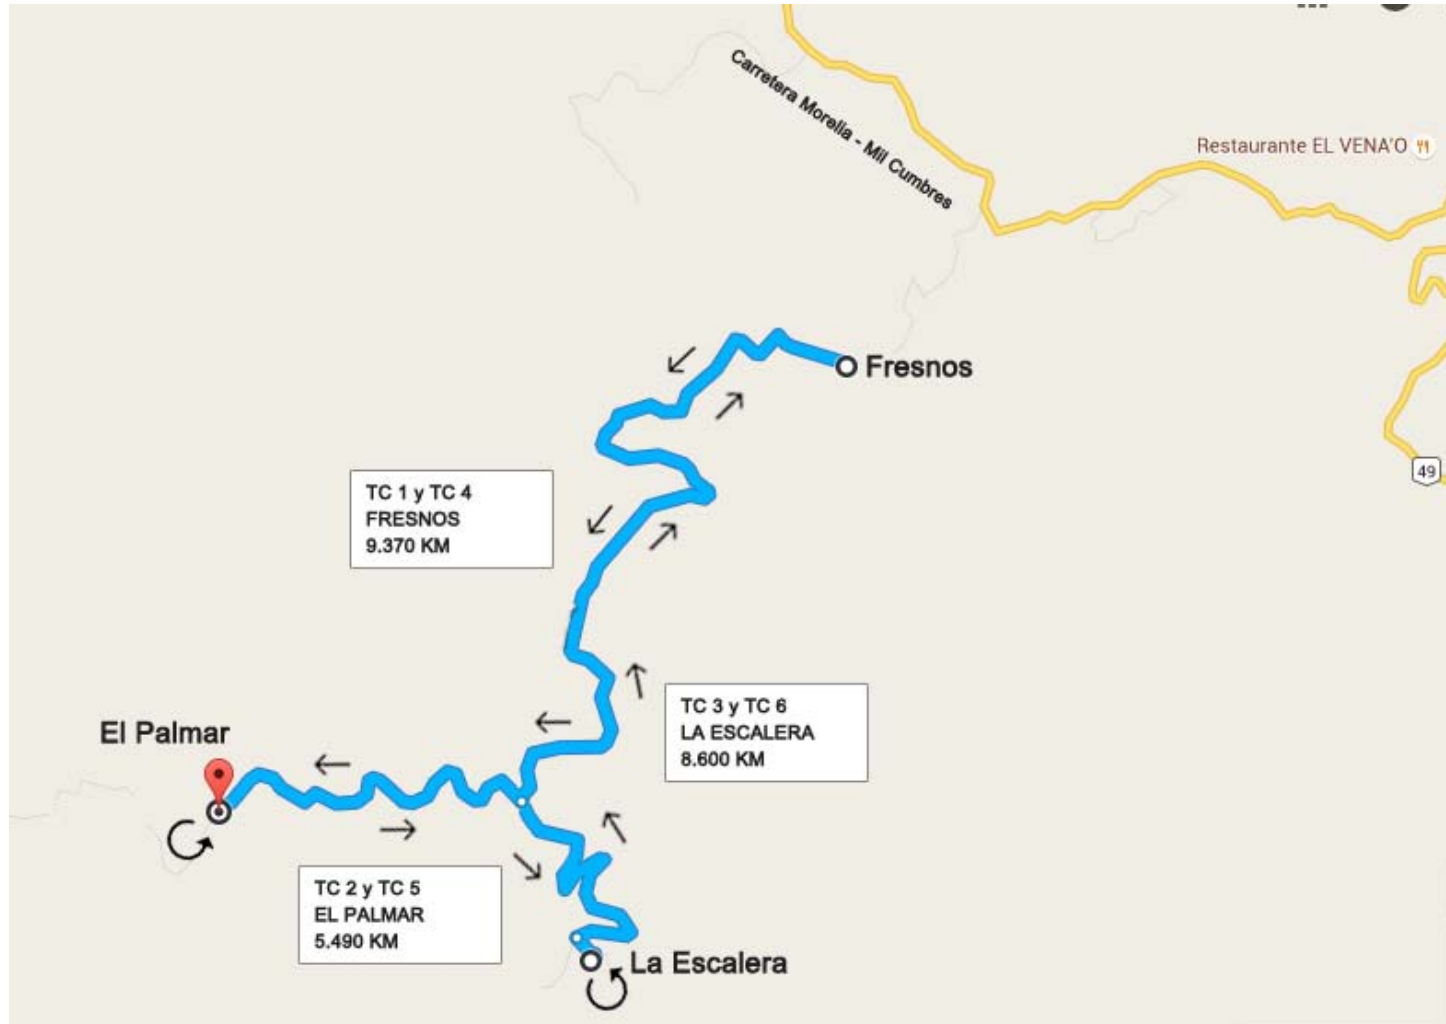 Carretera Morelia - Mil Cumbres
Restaurante EL VENA'O
Fresnos
49
TC 1 y TC 4
FRESNOS
9.370 KM
TC 3 y TC 6
LA ESCALERA
8.600 KM
El Palmar
TC 2 y TC 5
EL PALMAR
5.490 KM
La Escalera